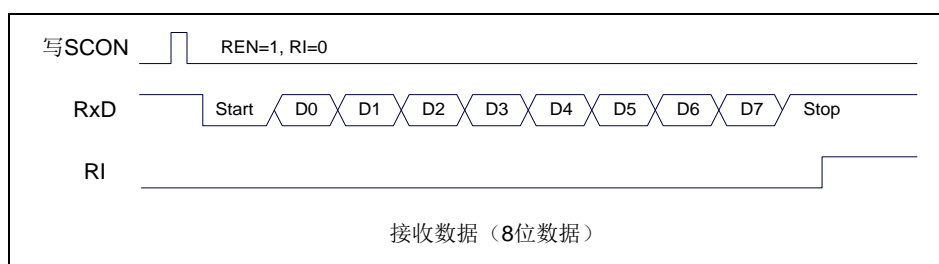 写SCON REN=1, RI=0
RxD Start D0 D1 D2 D3 D4 D5 D6 D7 Stop
RI
接收数据（8位数据）